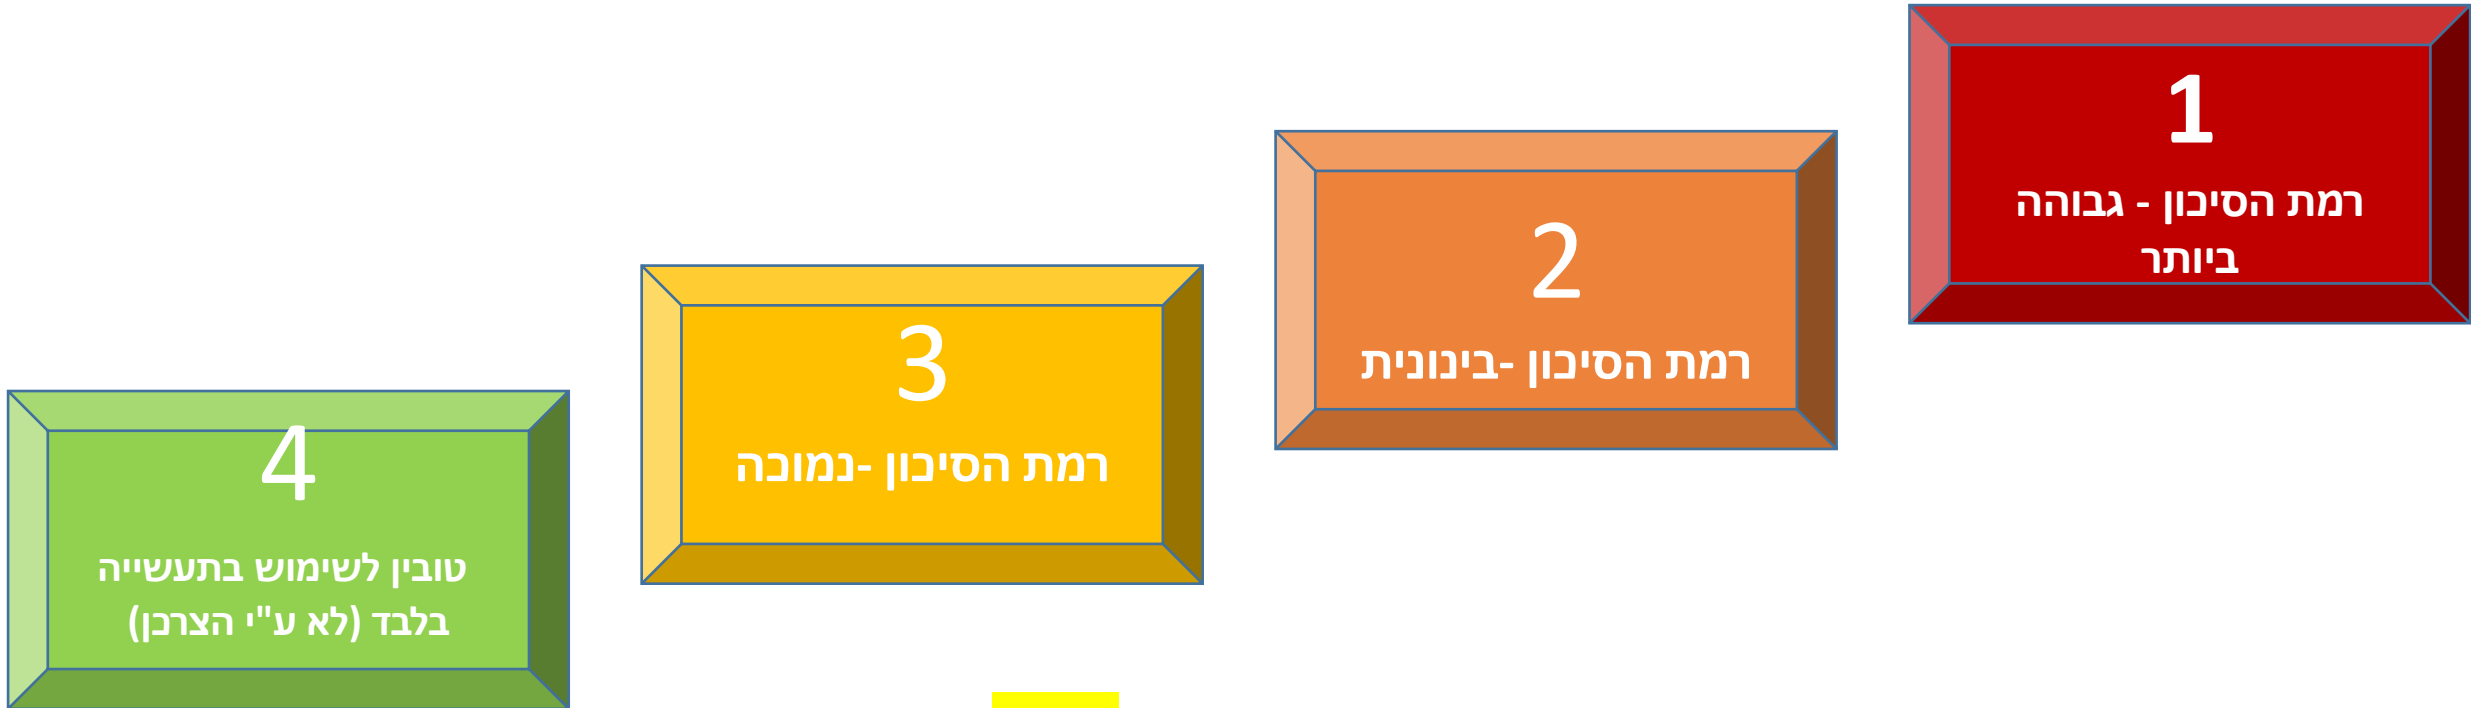 1
רמת הסיכון - גבוהה
ביותר
2
רמת הסיכון -בינונית
3
רמת הסיכון -נמוכה
4
טובין לשימוש בתעשייה
בלבד (לא ע"י הצרכן)